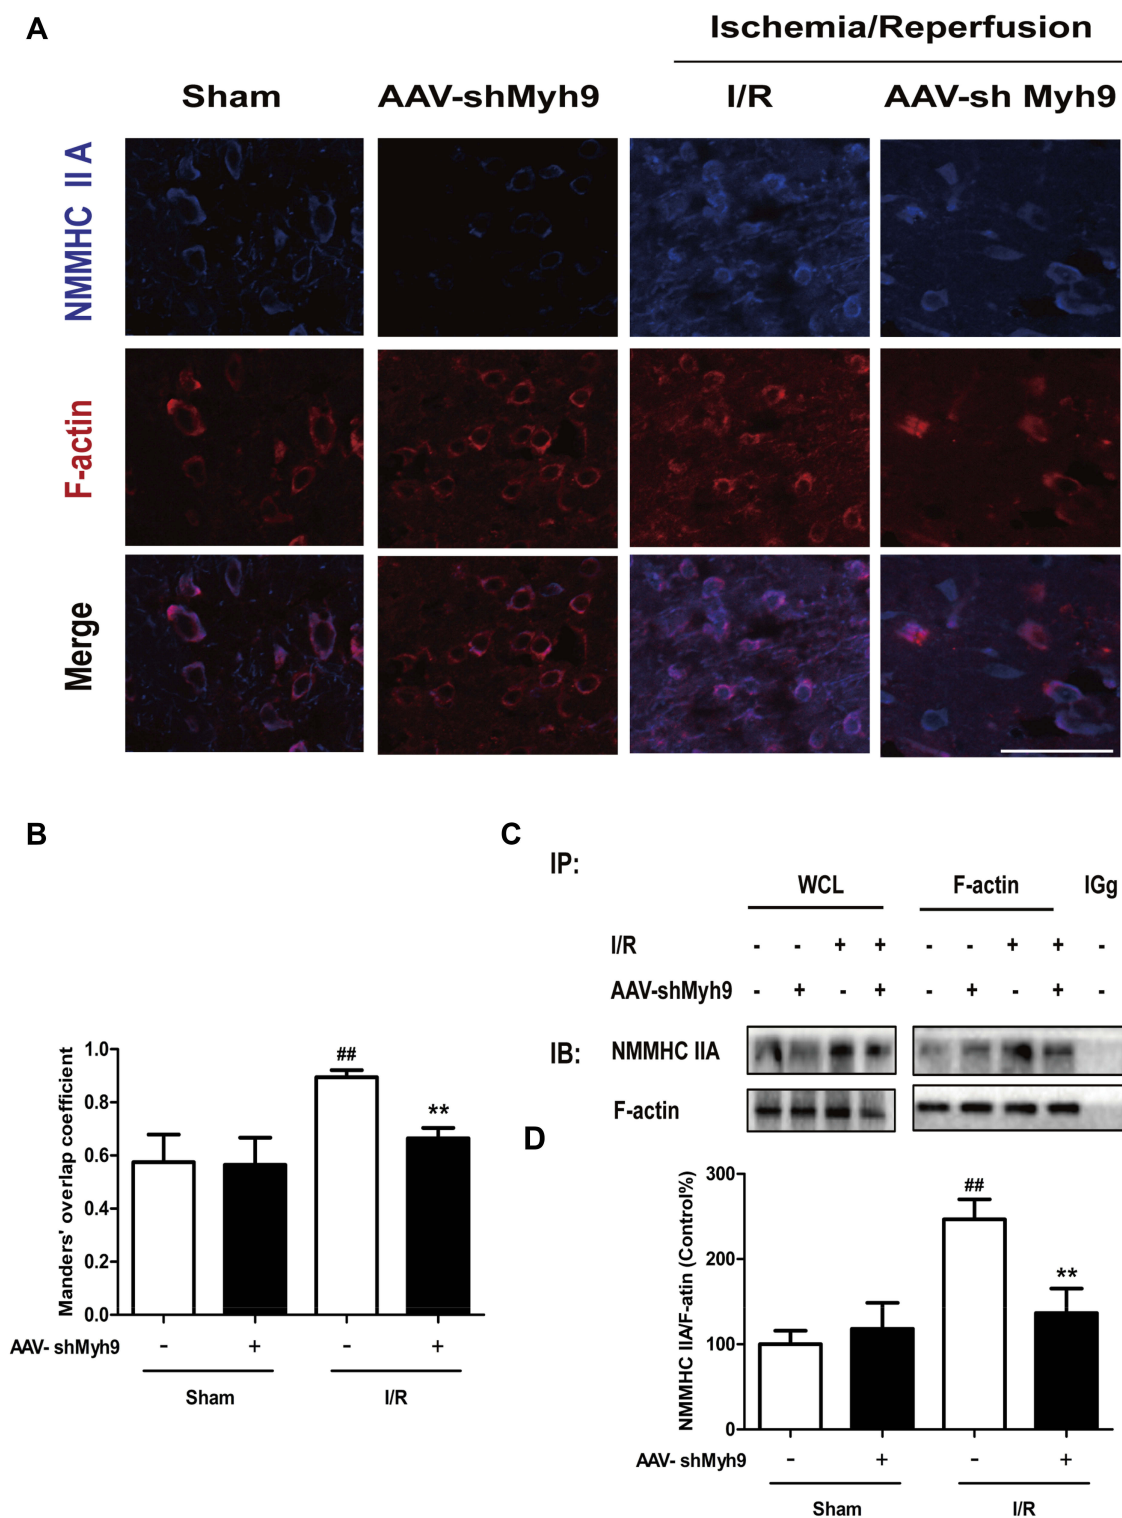 A
Ischemia/Reperfusion
Sham AAV-shMyh9 I/R AAV-sh Myh9
NMMHC II A
F-actin
Merge
B
1.0
0.8
0.6
0.4
0.2
0.0
Manders' overlap coefficient
##
**
AAV- shMyh9 - + - +
Sham I/R
C
IP:
WCL F-actin IGg
I/R - - + + - - + + -
AAV-shMyh9 - + - + - + - + -
IB: NMMHC IIA
F-actin
D
300
200
100
0
NMMHC IIA/F-atin (Control%)
##
**
AAV- shMyh9 - + - +
Sham I/R